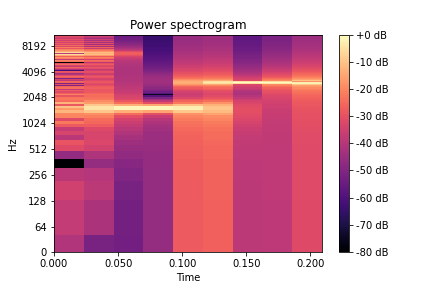 Power spectrogram
8192
4096
2048
1024
512
256
128
64
0
Hz
0.000 0.050 0.100 0.150 0.200
Time
+0 dB
-10 dB
-20 dB
-30 dB
-40 dB
-50 dB
-60 dB
-70 dB
-80 dB